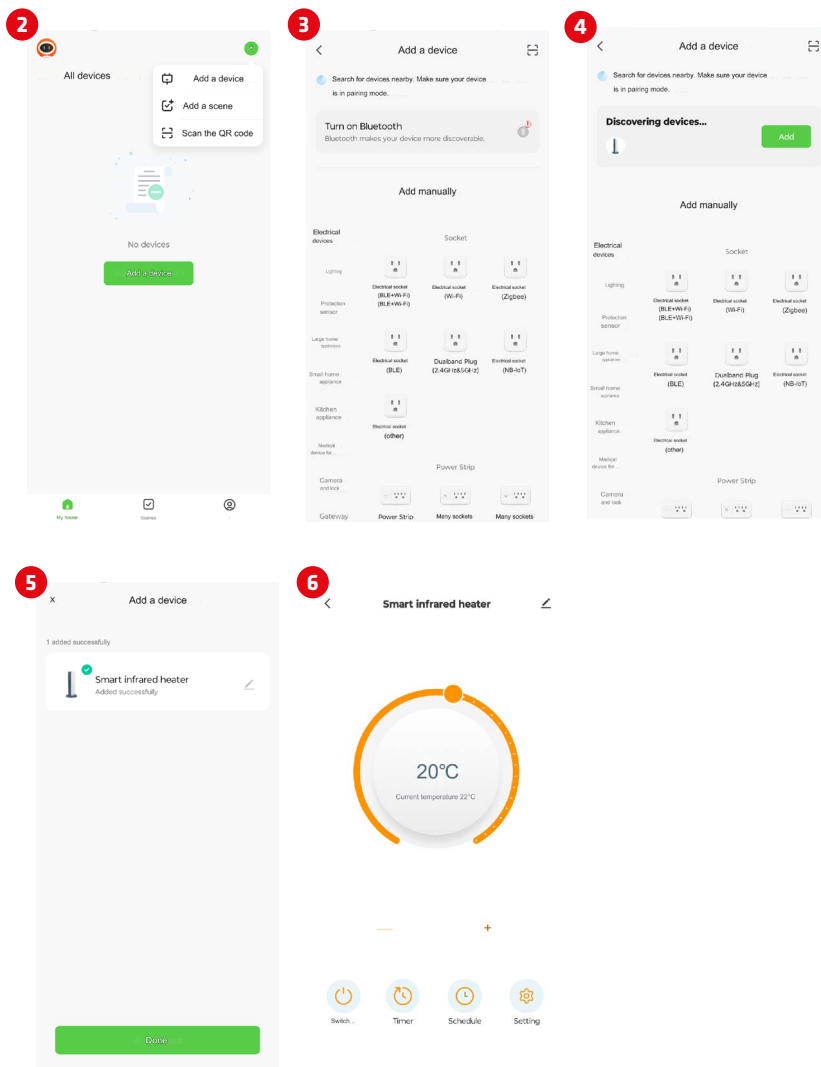 2
All devices
Add a device
Add a scene
Scan the QR code
No devices
Add a device
My house
Scenes
3
Add a device
Search for devices nearby. Make sure your device
is in pairing mode.
Turn on Bluetooth
Bluetooth makes your device more discoverable.
Add manually
Electrical
devices
Lighting
Protection
sensor
Large home
appliances
Small home
appliance
Kitchen
appliance
Medical
device for...
Camera
and lock
Gateway
Socket
Electrical socket
(BLE+Wi-Fi)
(BLE+Wi-Fi)
Electrical socket
(Wi-Fi)
Electrical socket
(Zigbee)
Electrical socket
(BLE)
Dualband Plug
(2.4GHz&5GHz)
Electrical socket
(NB-IoT)
Electrical socket
(other)
Power Strip
Power Strip
Many sockets
Many sockets
4
Add a device
Search for devices nearby. Make sure your device
is in pairing mode.
Discovering devices...
Add
Add manually
Electrical
devices
Lighting
Protection
sensor
Large home
appliance
Small home
appliance
Kitchen
appliance
Medical
device for...
Camera
and lock
Socket
Electrical socket
(BLE+Wi-Fi)
(BLE+Wi-Fi)
Electrical socket
(Wi-Fi)
Electrical socket
(Zigbee)
Electrical socket
(BLE)
Dualband Plug
(2.4GHz&5GHz)
Electrical socket
(NB-IoT)
Electrical socket
(other)
Power Strip
5
x
Add a device
1 added successfully
Smart infrared heater
Added successfully
Done
6
Smart infrared heater
20°C
Current temperature 22°C
+
Switch...
Timer
Schedule
Setting